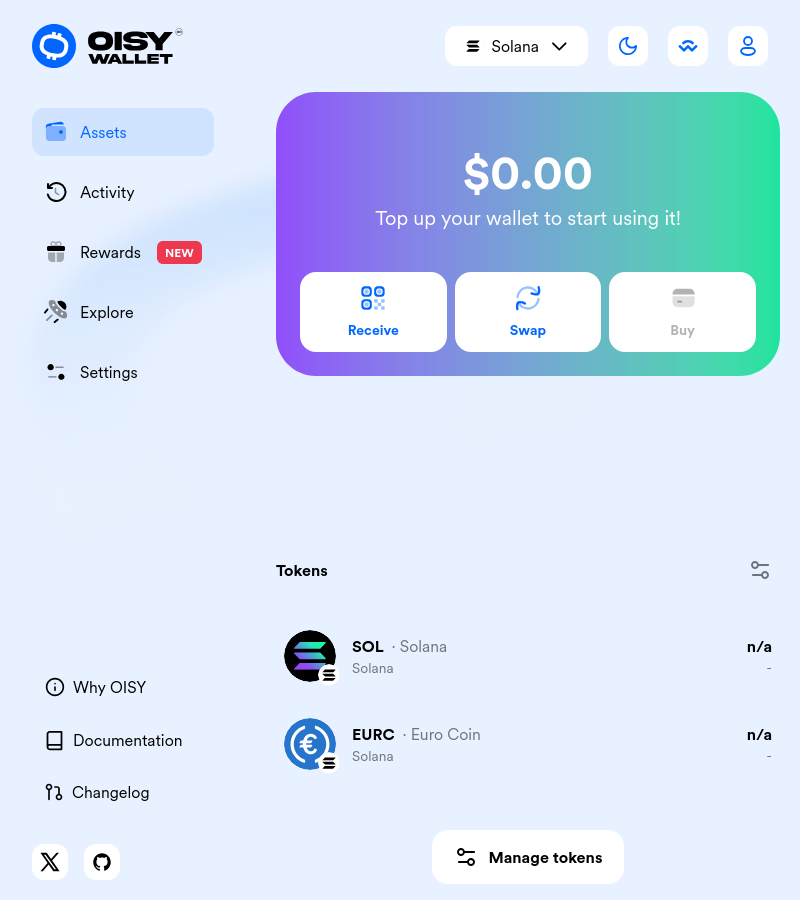 OISY
WALLET
Solana
Assets
Activity
Rewards NEW
Explore
Settings
$0.00
Top up your wallet to start using it!
Receive
Swap
Buy
Tokens
SOL · Solana n/a
Solana -
EURC · Euro Coin n/a
Solana -
Why OISY
Documentation
Changelog
Manage tokens